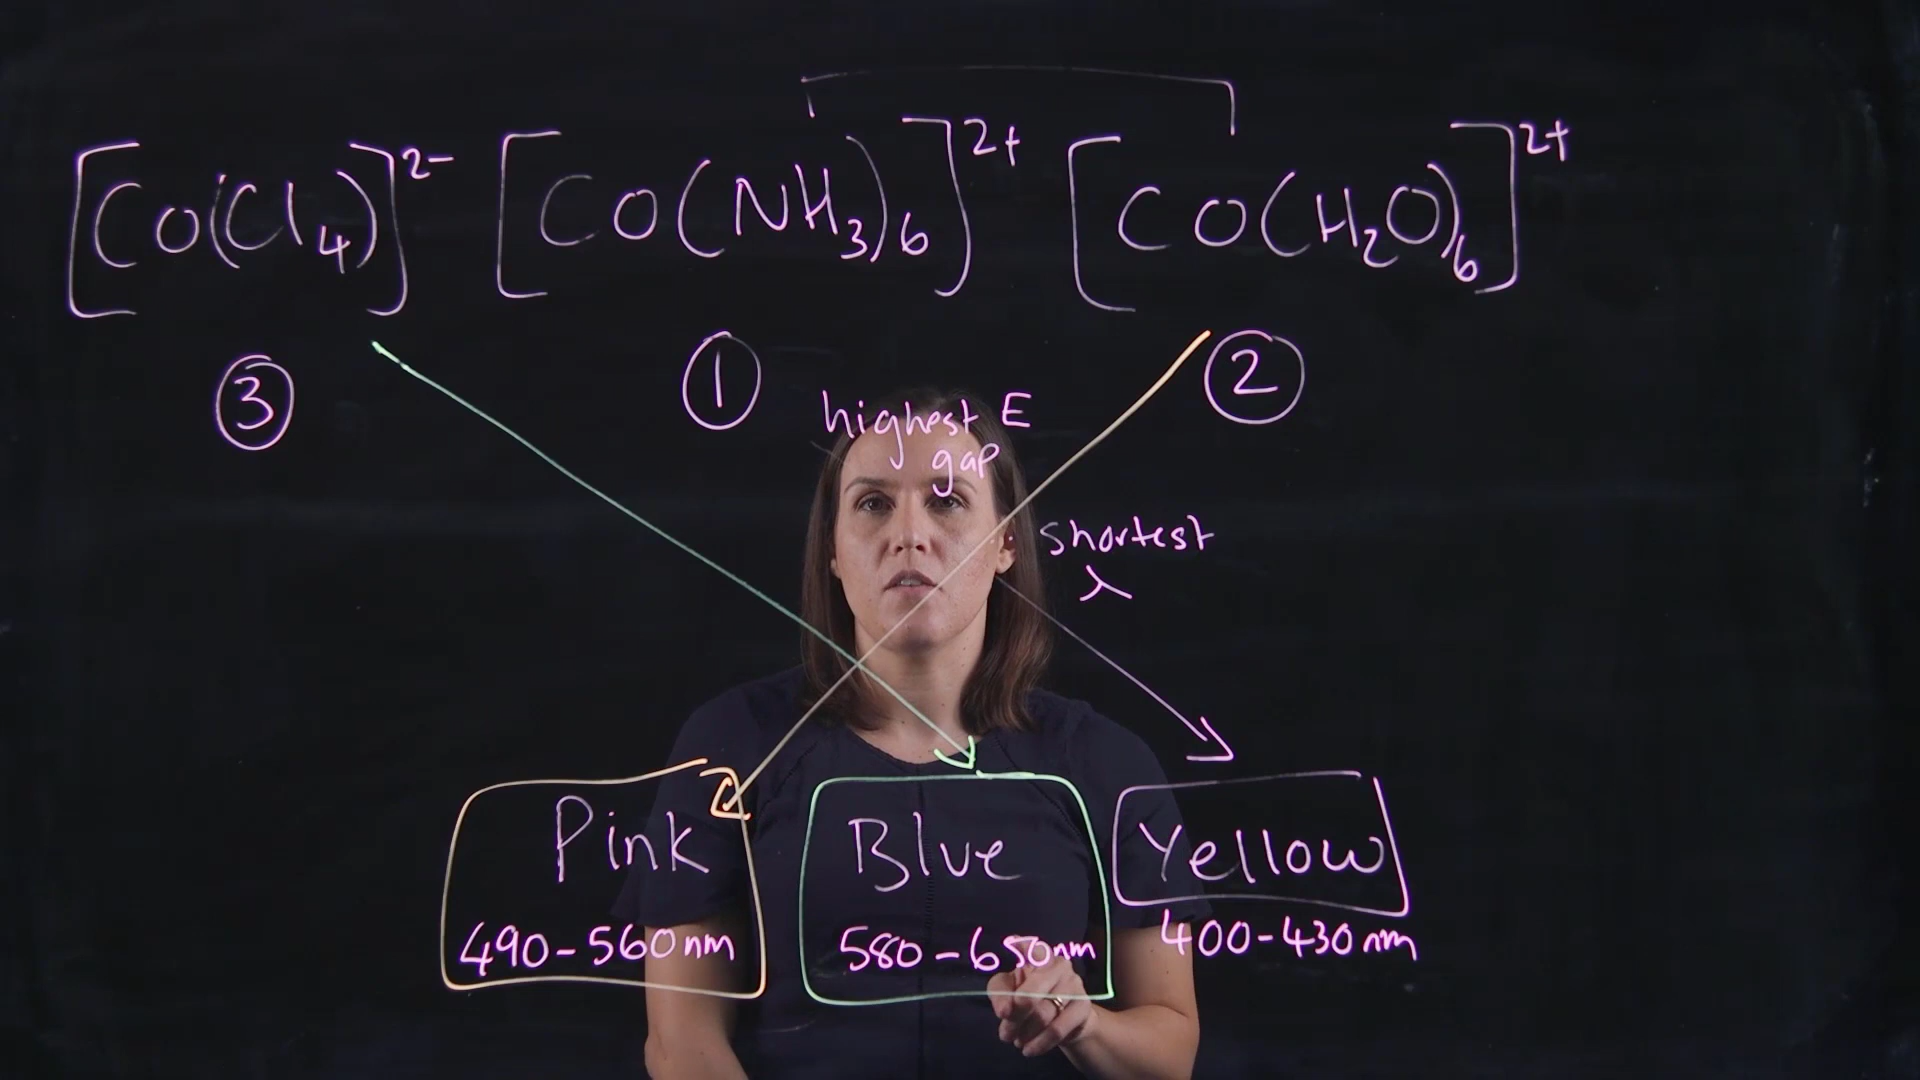 [Co(Cl₄)]²⁻ [Co(NH₃)₆]²⁺ [Co(H₂O)₆]²⁺
③ ① ②
highest E
gap
shortest
λ
Pink Blue Yellow
490-560nm 580-650nm 400-430nm